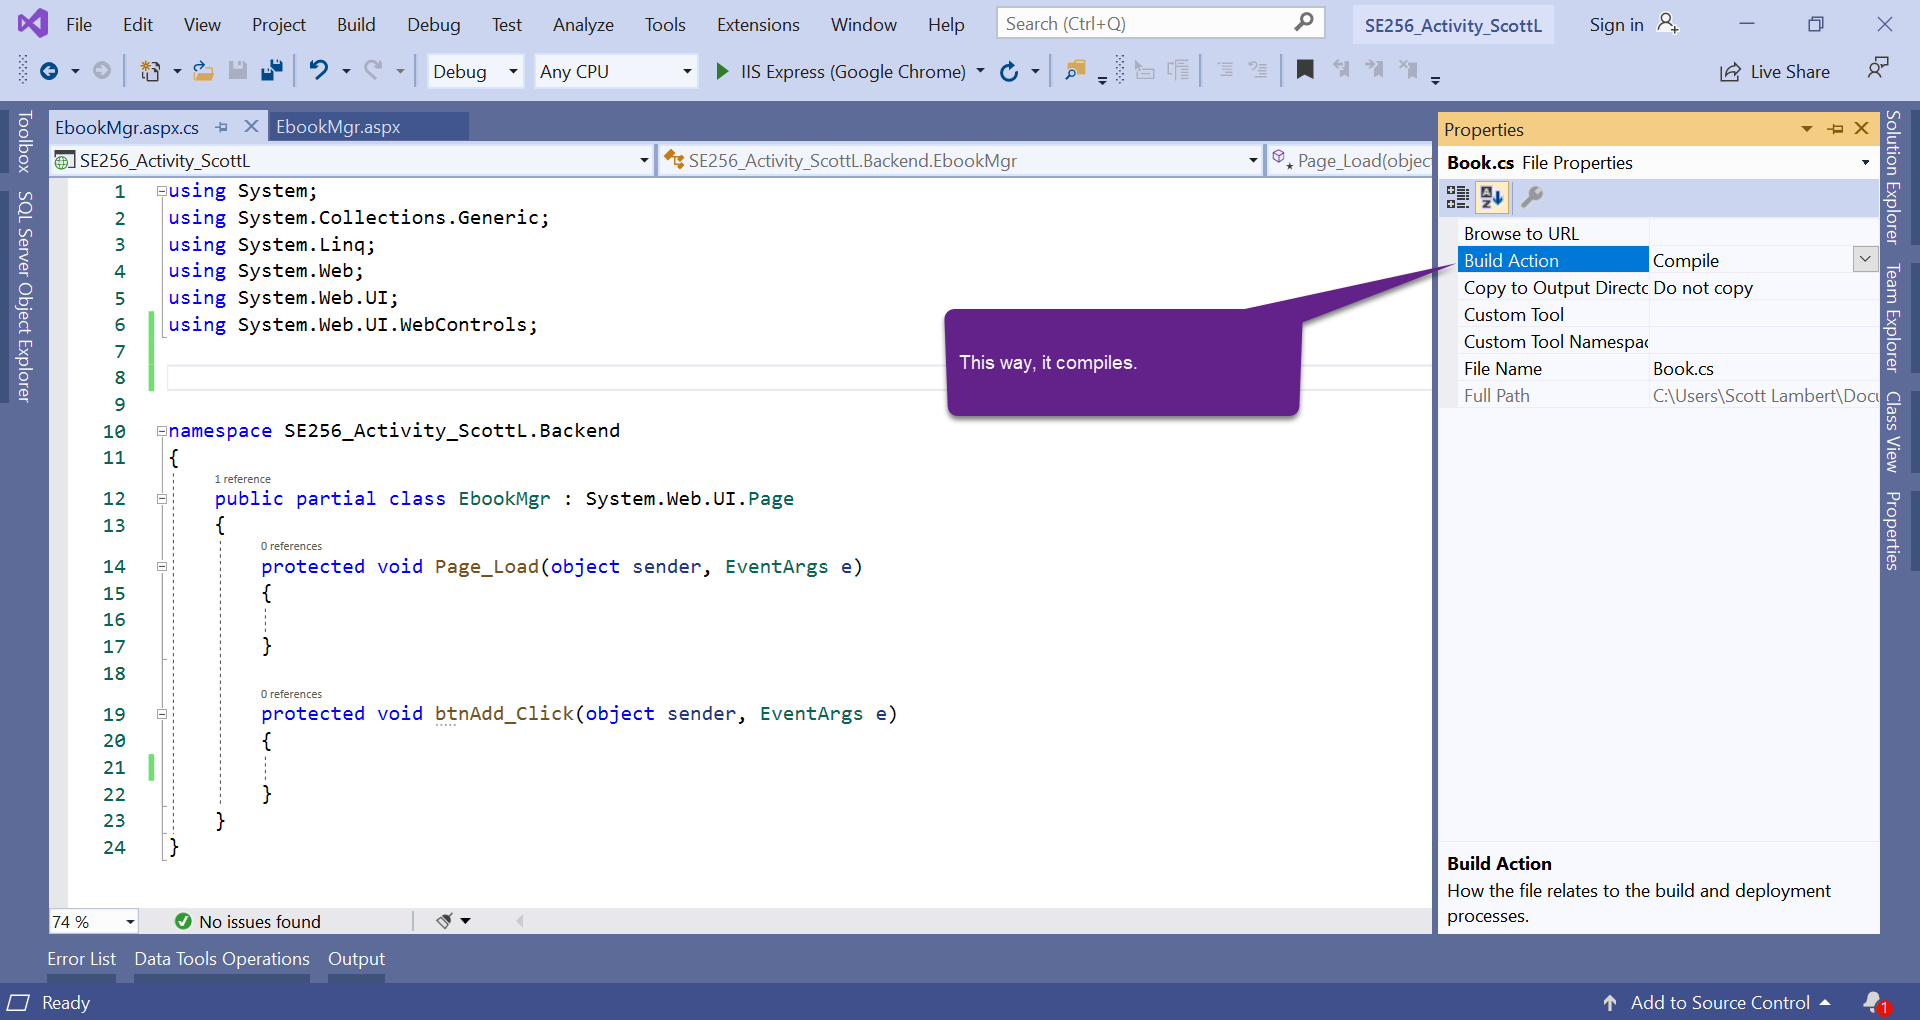 File Edit View Project Build Debug Test Analyze Tools Extensions Window Help Search (Ctrl+Q) SE256_Activity_ScottL Sign in
Debug Any CPU IIS Express (Google Chrome) Live Share
Toolbox
SQL Server Object Explorer
EbookMgr.aspx.cs EbookMgr.aspx
SE256_Activity_ScottL SE256_Activity_ScottL.Backend.EbookMgr Page_Load(objec
1 using System;
2 using System.Collections.Generic;
3 using System.Linq;
4 using System.Web;
5 using System.Web.UI;
6 using System.Web.UI.WebControls;
7
8
9
10 namespace SE256_Activity_ScottL.Backend
11 {
1 reference
12 public partial class EbookMgr : System.Web.UI.Page
13 {
0 references
14 protected void Page_Load(object sender, EventArgs e)
15 {
16
17 }
18
0 references
19 protected void btnAdd_Click(object sender, EventArgs e)
20 {
21
22 }
23 }
24 }
This way, it compiles.
74 % No issues found
Properties
Book.cs File Properties
Browse to URL
Build Action Compile
Copy to Output Directo Do not copy
Custom Tool
Custom Tool Namespac
File Name Book.cs
Full Path C:\Users\Scott Lambert\Docu
Build Action
How the file relates to the build and deployment
processes.
Solution Explorer
Team Explorer
Class View
Properties
Error List Data Tools Operations Output
Ready Add to Source Control 1